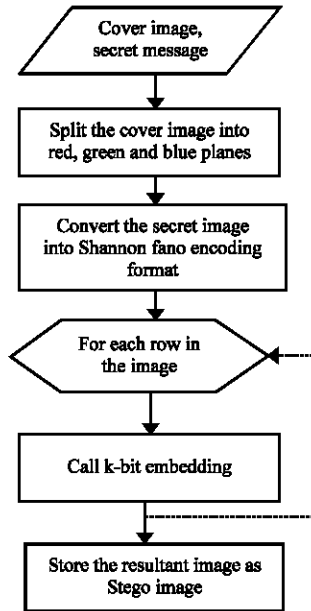 Cover image,
secret message
Split the cover image into
red, green and blue planes
Convert the secret image
into Shannon fano encoding
format
For each row in
the image
Call k-bit embedding
Store the resultant image as
Stego image